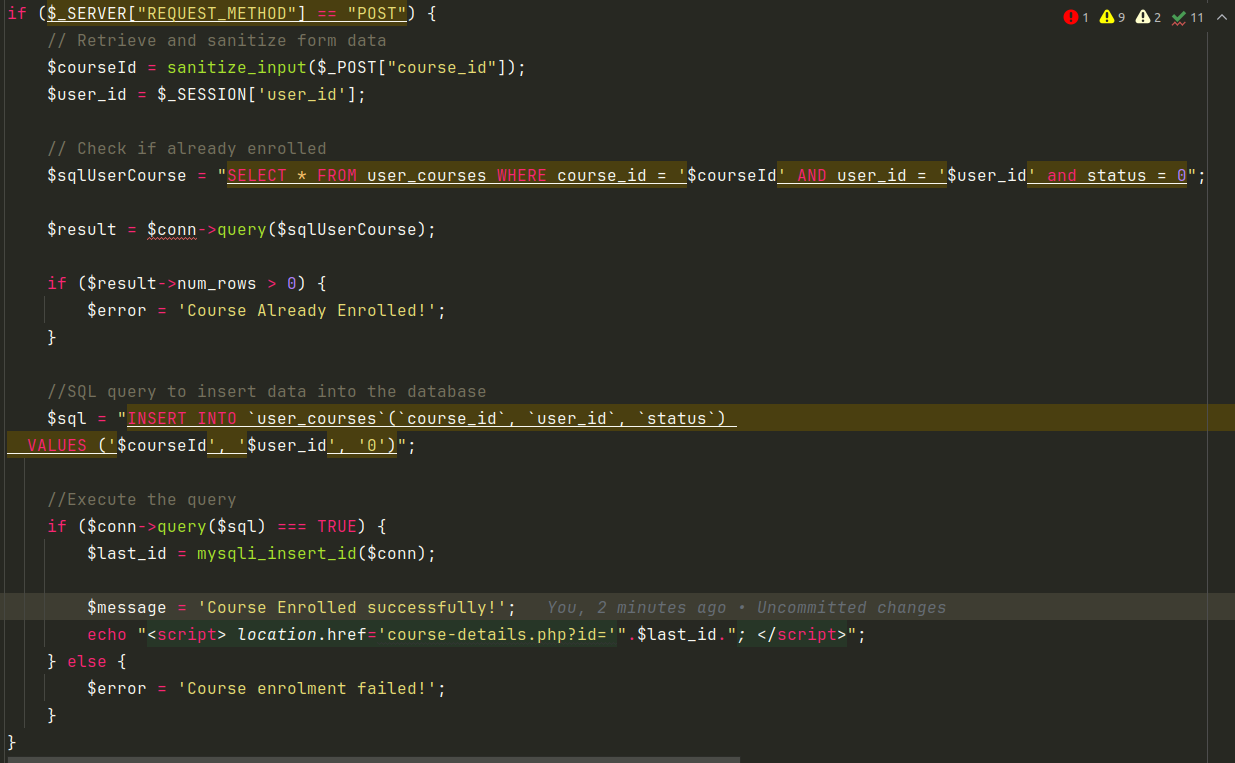 if ($_SERVER["REQUEST_METHOD"] == "POST") {
1 9 2 11
// Retrieve and sanitize form data
$courseId = sanitize_input($_POST["course_id"]);
$user_id = $_SESSION['user_id'];
// Check if already enrolled
$sqlUserCourse = "SELECT * FROM user_courses WHERE course_id = '$courseId' AND user_id = '$user_id' and status = 0";
$result = $conn->query($sqlUserCourse);
if ($result->num_rows > 0) {
$error = 'Course Already Enrolled!';
}
//SQL query to insert data into the database
$sql = "INSERT INTO `user_courses`(`course_id`, `user_id`, `status`)
VALUES ('$courseId', '$user_id', '0')";
//Execute the query
if ($conn->query($sql) === TRUE) {
$last_id = mysqli_insert_id($conn);
$message = 'Course Enrolled successfully!'; You, 2 minutes ago • Uncommitted changes
echo "<script> location.href='course-details.php?id='".$last_id."; </script>";
} else {
$error = 'Course enrolment failed!';
}
}